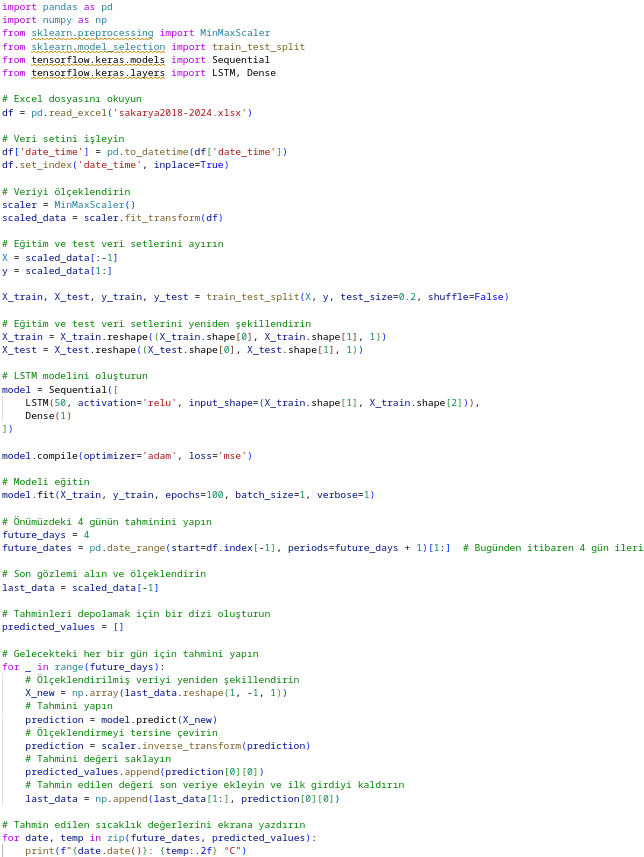 import pandas as pd
import numpy as np
from sklearn.preprocessing import MinMaxScaler
from sklearn.model_selection import train_test_split
from tensorflow.keras.models import Sequential
from tensorflow.keras.layers import LSTM, Dense
# Excel dosyasını okuyun
df = pd.read_excel('sakarya2018-2024.xlsx')
# Veri setini işleyin
df['date_time'] = pd.to_datetime(df['date_time'])
df.set_index('date_time', inplace=True)
# Veriyi ölçeklendirin
scaler = MinMaxScaler()
scaled_data = scaler.fit_transform(df)
# Eğitim ve test veri setlerini ayırın
X = scaled_data[:-1]
y = scaled_data[1:]
X_train, X_test, y_train, y_test = train_test_split(X, y, test_size=0.2, shuffle=False)
# Eğitim ve test veri setlerini yeniden şekillendirin
X_train = X_train.reshape((X_train.shape[0], X_train.shape[1], 1))
X_test = X_test.reshape((X_test.shape[0], X_test.shape[1], 1))
# LSTM modelini oluşturun
model = Sequential([
    LSTM(50, activation='relu', input_shape=(X_train.shape[1], X_train.shape[2])),
    Dense(1)
])
model.compile(optimizer='adam', loss='mse')
# Modeli eğitin
model.fit(X_train, y_train, epochs=100, batch_size=1, verbose=1)
# Önümüzdeki 4 günün tahminini yapın
future_days = 4
future_dates = pd.date_range(start=df.index[-1], periods=future_days + 1)[1:]  # Bugünden itibaren 4 gün ileri
# Son gözlemi alın ve ölçeklendirin
last_data = scaled_data[-1]
# Tahminleri depolamak için bir dizi oluşturun
predicted_values = []
# Gelecekteki her bir gün için tahmini yapın
for _ in range(future_days):
    # Ölçeklendirilmiş veriyi yeniden şekillendirin
    X_new = np.array(last_data.reshape(1, -1, 1))
    # Tahmini yapın
    prediction = model.predict(X_new)
    # Ölçeklendirmeyi tersine çevirin
    prediction = scaler.inverse_transform(prediction)
    # Tahmini değeri saklayın
    predicted_values.append(prediction[0][0])
    # Tahmin edilen değeri son veriye ekleyin ve ilk girdiyi kaldırın
    last_data = np.append(last_data[1:], prediction[0][0])
# Tahmin edilen sıcaklık değerlerini ekrana yazdırın
for date, temp in zip(future_dates, predicted_values):
    print(f"{date.date()}: {temp:.2f} °C")